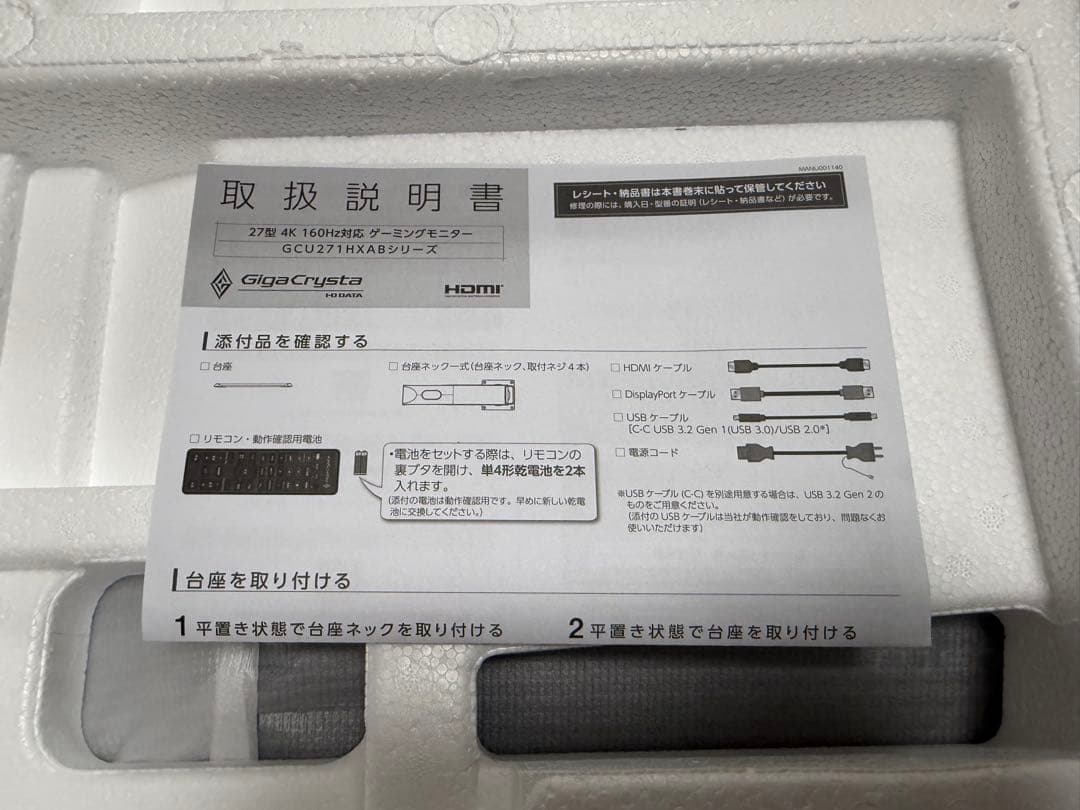 MANU001140
取扱説明書
レシート・納品書は本書巻末に貼って保管してください
修理の際には、購入日・型番の証明(レシート・納品書など)が必要です。
27型 4K 160Hz対応 ゲーミングモニター
GCU271HXABシリーズ
GigaCrysta
I-O DATA
HDMI
添付品を確認する
□ 台座
□ 台座ネック一式(台座ネック、取付ネジ4本)
□ HDMI ケーブル
□ DisplayPort ケーブル
□ USB ケーブル
[C-C USB 3.2 Gen 1(USB 3.0)/USB 2.0*]
□ 電源コード
□ リモコン・動作確認用電池
・電池をセットする際は、リモコンの
裏ブタを開け、単4形乾電池を2本
入れます。
(添付の電池は動作確認用です。早めに新しい乾電
池に交換してください。)
※USB ケーブル (C-C) を別途用意する場合は、USB 3.2 Gen 2 の
ものをご用意ください。
(添付の USB ケーブルは当社が動作確認をしており、問題なくお
使いいただけます)
台座を取り付ける
1 平置き状態で台座ネックを取り付ける
2 平置き状態で台座を取り付ける